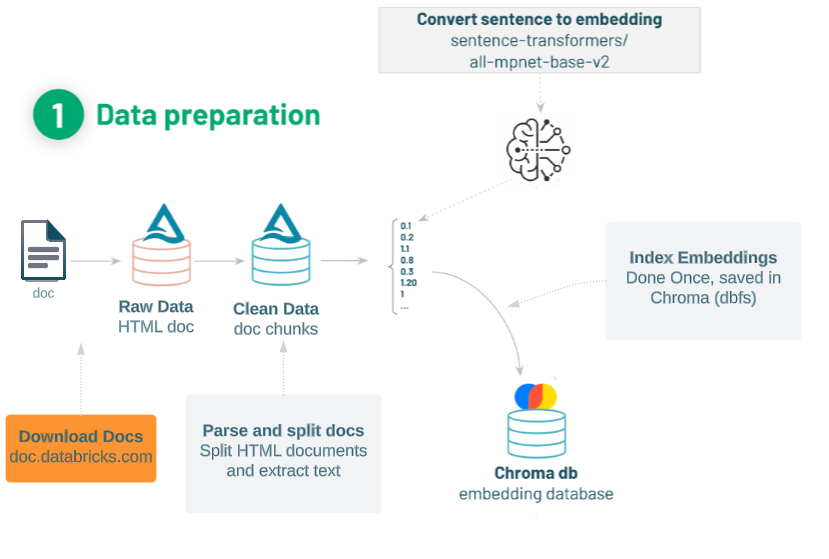 Convert sentence to embedding
sentence-transformers/
all-mpnet-base-v2
1 Data preparation
doc
Raw Data
HTML doc
Clean Data
doc chunks
0.1
0.2
1.1
0.8
0.3
1.20
1
...
Index Embeddings
Done Once, saved in
Chroma (dbfs)
Download Docs
doc.databricks.com
Parse and split docs
Split HTML documents
and extract text
Chroma db
embedding database